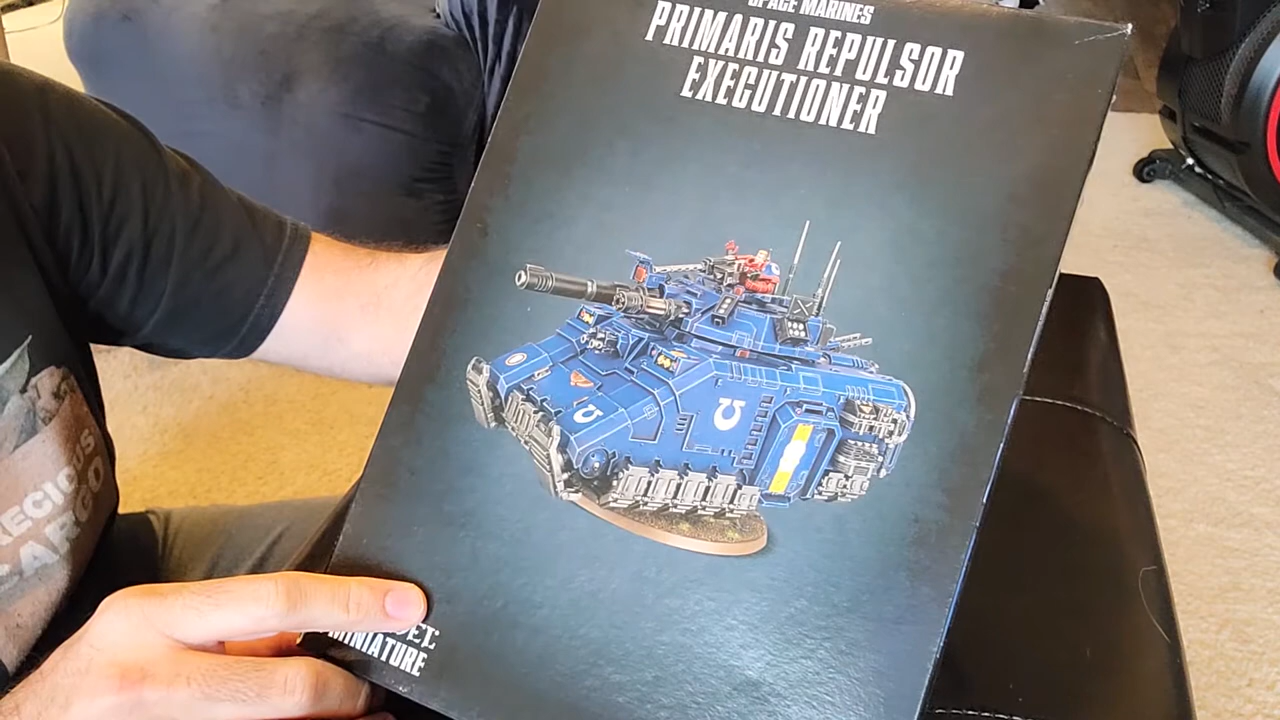 SPACE MARINES
PRIMARIS REPULSOR
EXECUTIONER
MINIATURE
CARGO